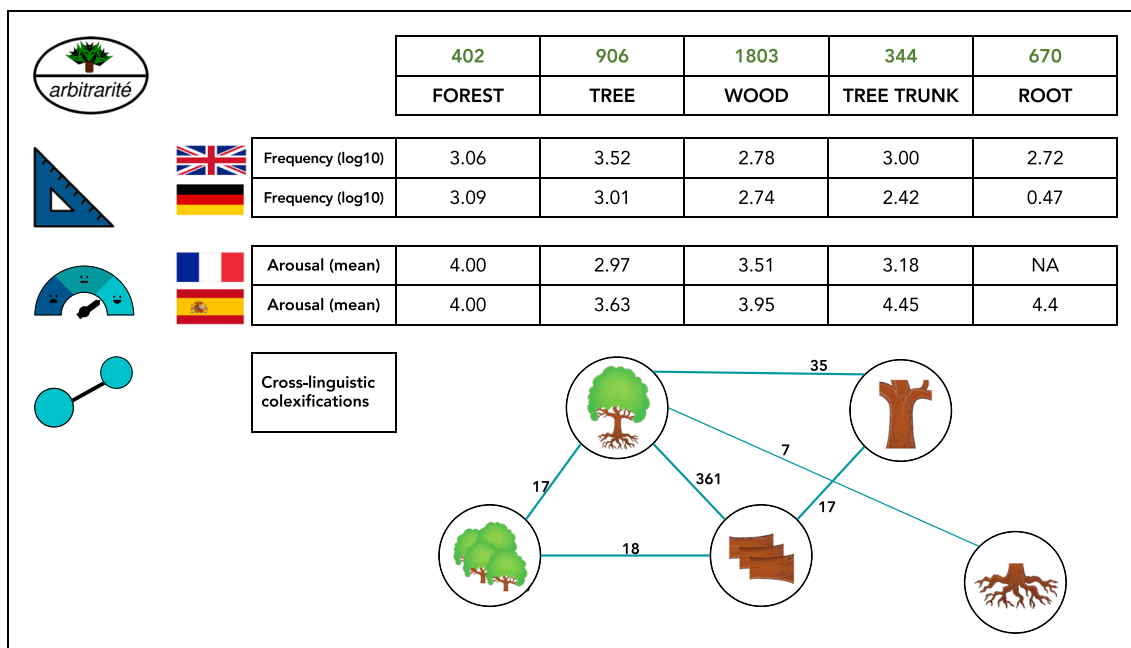 402 906 1803 344 670
arbitrarité
FOREST TREE WOOD TREE TRUNK ROOT
Frequency (log10) 3.06 3.52 2.78 3.00 2.72
Frequency (log10) 3.09 3.01 2.74 2.42 0.47
Arousal (mean) 4.00 2.97 3.51 3.18 NA
Arousal (mean) 4.00 3.63 3.95 4.45 4.4
Cross-linguistic
colexifications
35
7
361
17
17
18